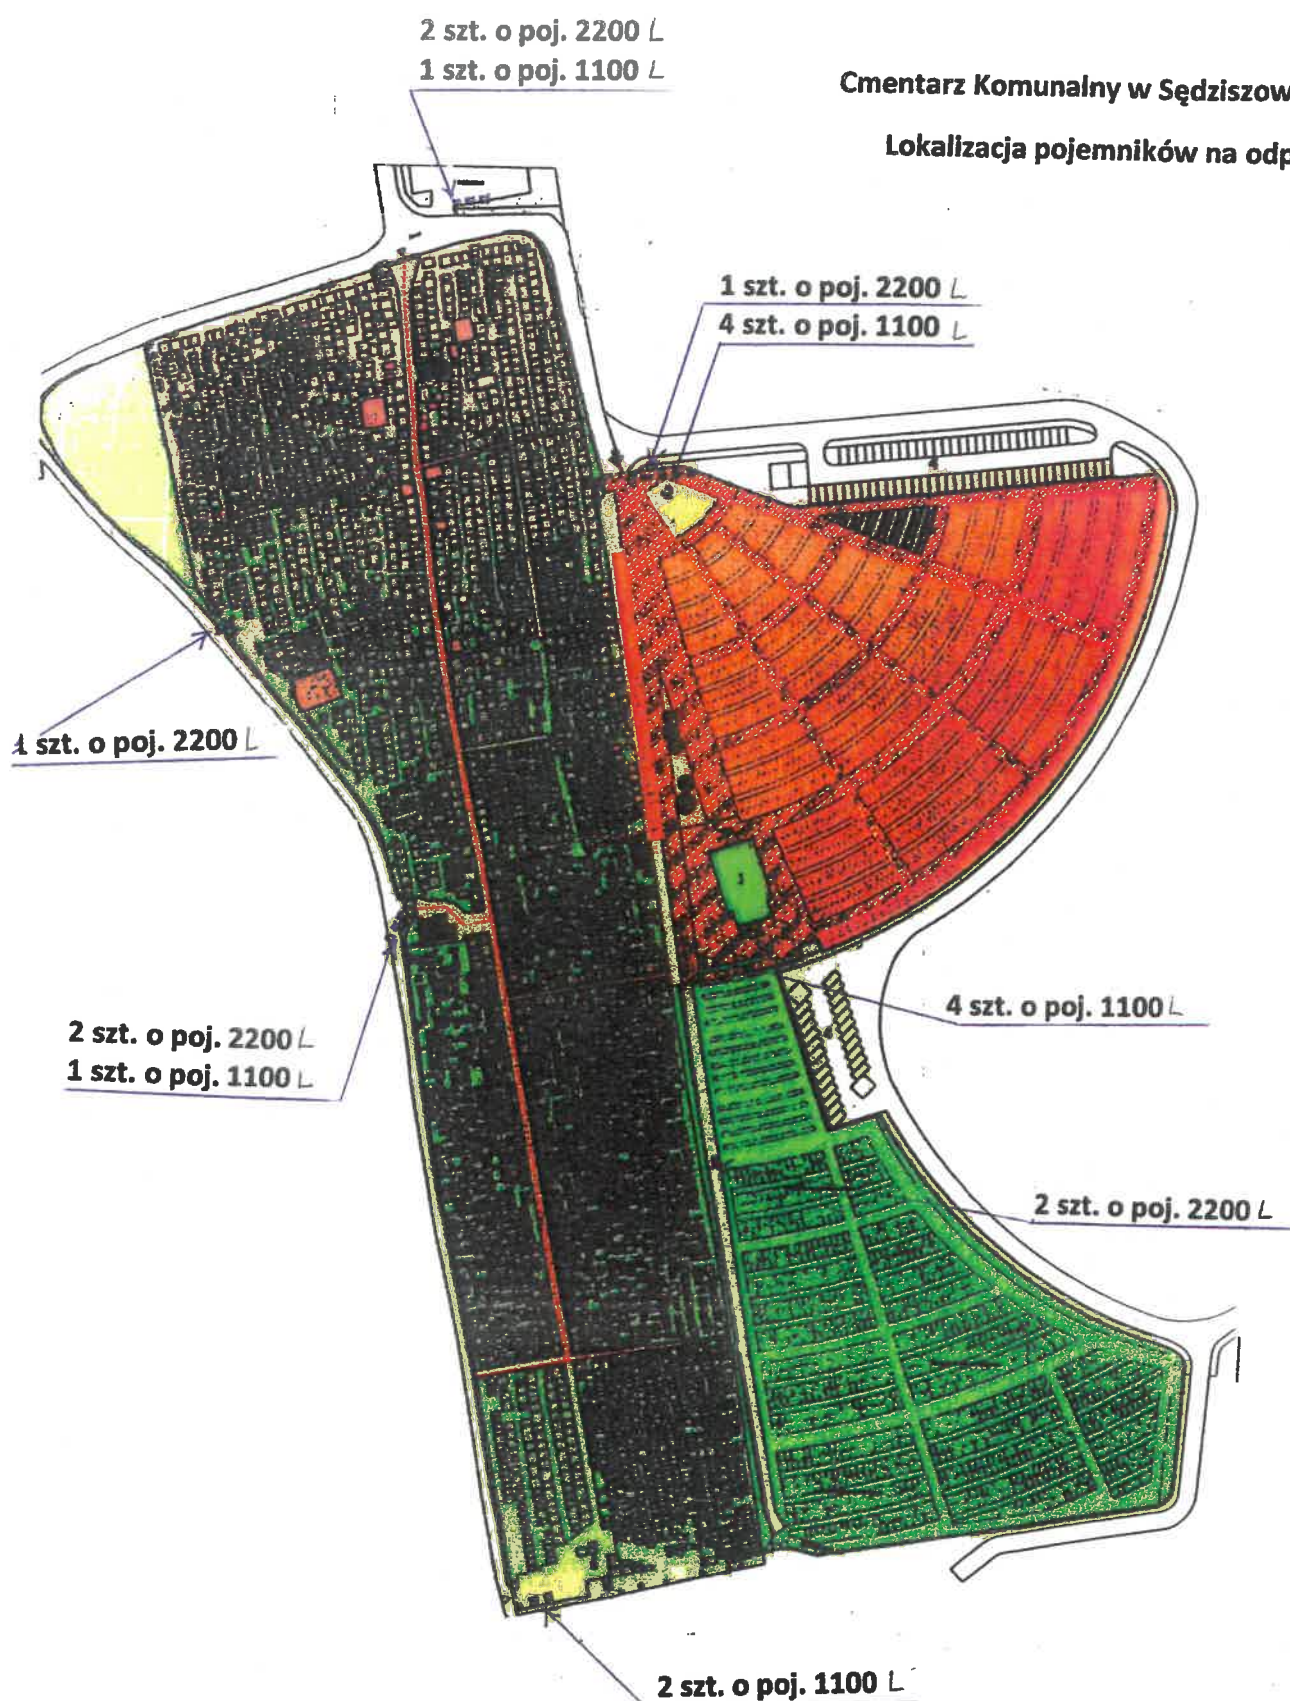 2 szt. o poj. 2200 L
1 szt. o poj. 1100 L
Cmentarz Komunalny w Sędziszow
Lokalizacja pojemników na odp
1 szt. o poj. 2200 L
4 szt. o poj. 1100 L
1 szt. o poj. 2200 L
4 szt. o poj. 1100 L
2 szt. o poj. 2200 L
1 szt. o poj. 1100 L
2 szt. o poj. 2200 L
2 szt. o poj. 1100 L